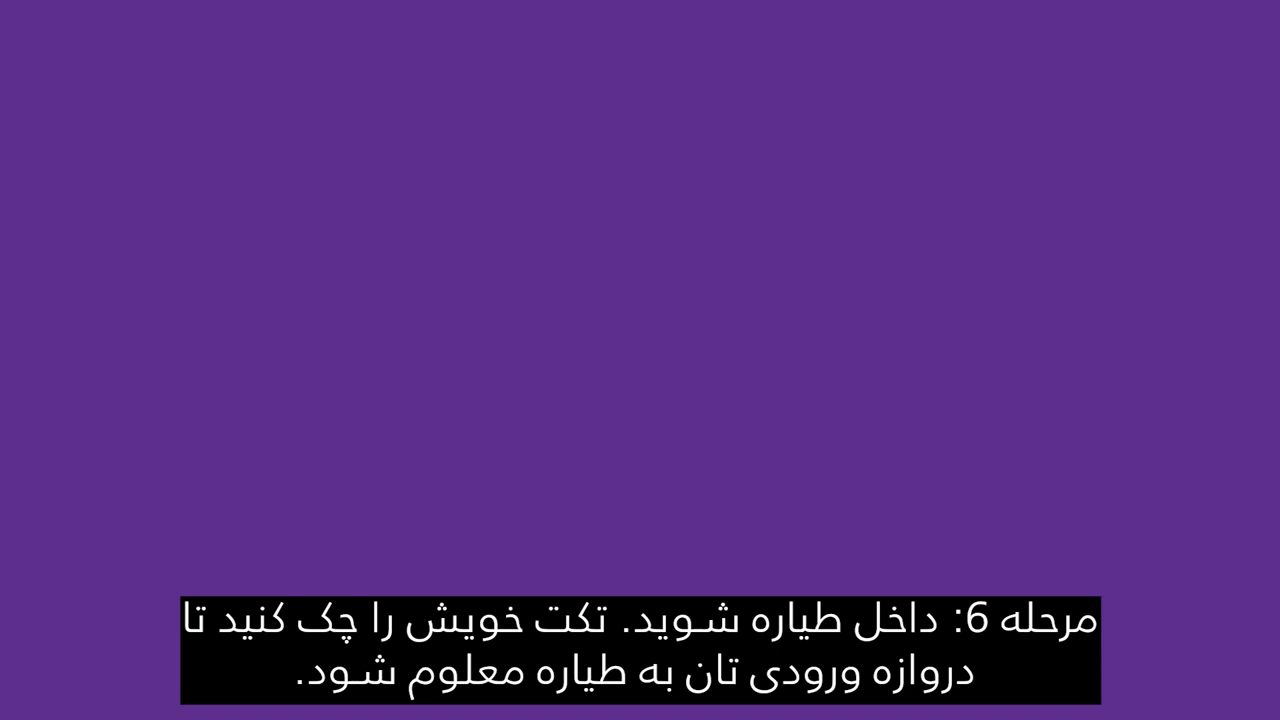 مرحله 6: داخل طیاره شوید. تکت خویش را چک کنید تا
دروازه ورودی تان به طیاره معلوم شود.